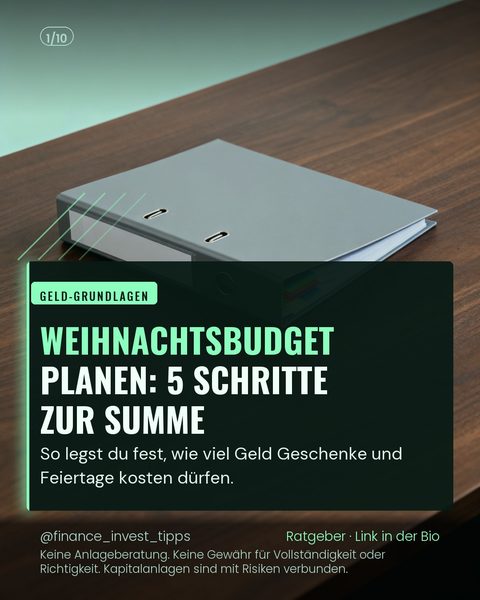 1/10
GELD-GRUNDLAGEN
WEIHNACHTSBUDGET
PLANEN: 5 SCHRITTE
ZUR SUMME
So legst du fest, wie viel Geld Geschenke und
Feiertage kosten dürfen.
@finance_invest_tipps
Ratgeber · Link in der Bio
Keine Anlageberatung. Keine Gewähr für Vollständigkeit oder
Richtigkeit. Kapitalanlagen sind mit Risiken verbunden.